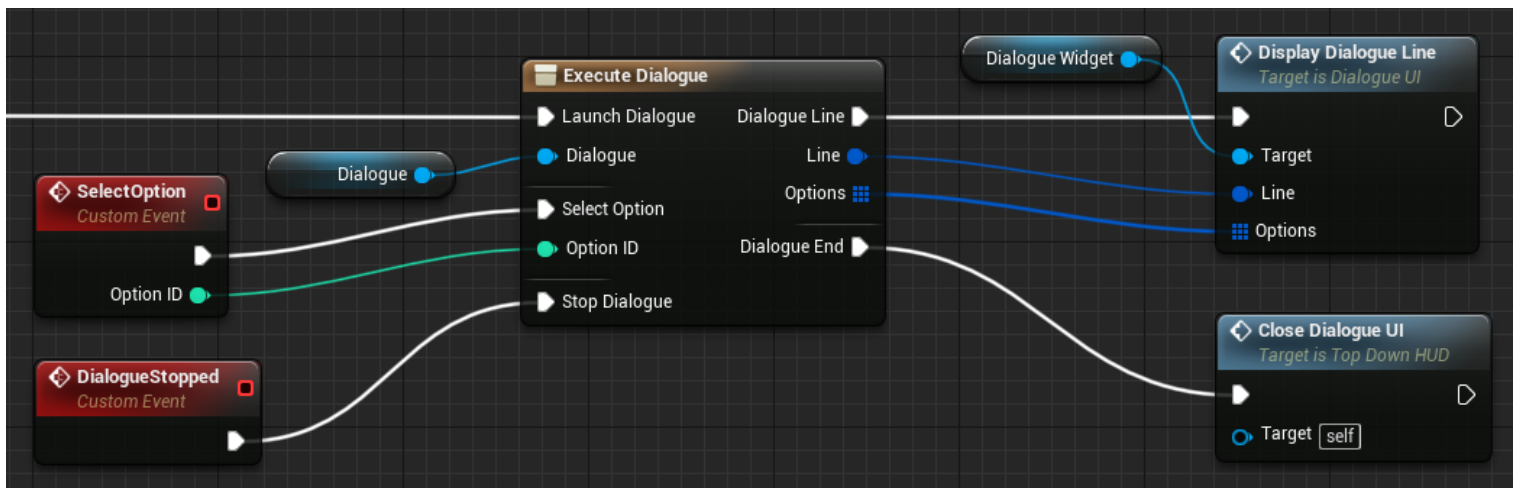 Dialogue Widget
Display Dialogue Line
Target is Dialogue UI
Execute Dialogue
Launch Dialogue
Dialogue Line
Dialogue
Line
Target
Dialogue
Options
Line
SelectOption
Custom Event
Select Option
Options
Option ID
Dialogue End
Option ID
Stop Dialogue
Close Dialogue UI
Target is Top Down HUD
DialogueStopped
Custom Event
Target self